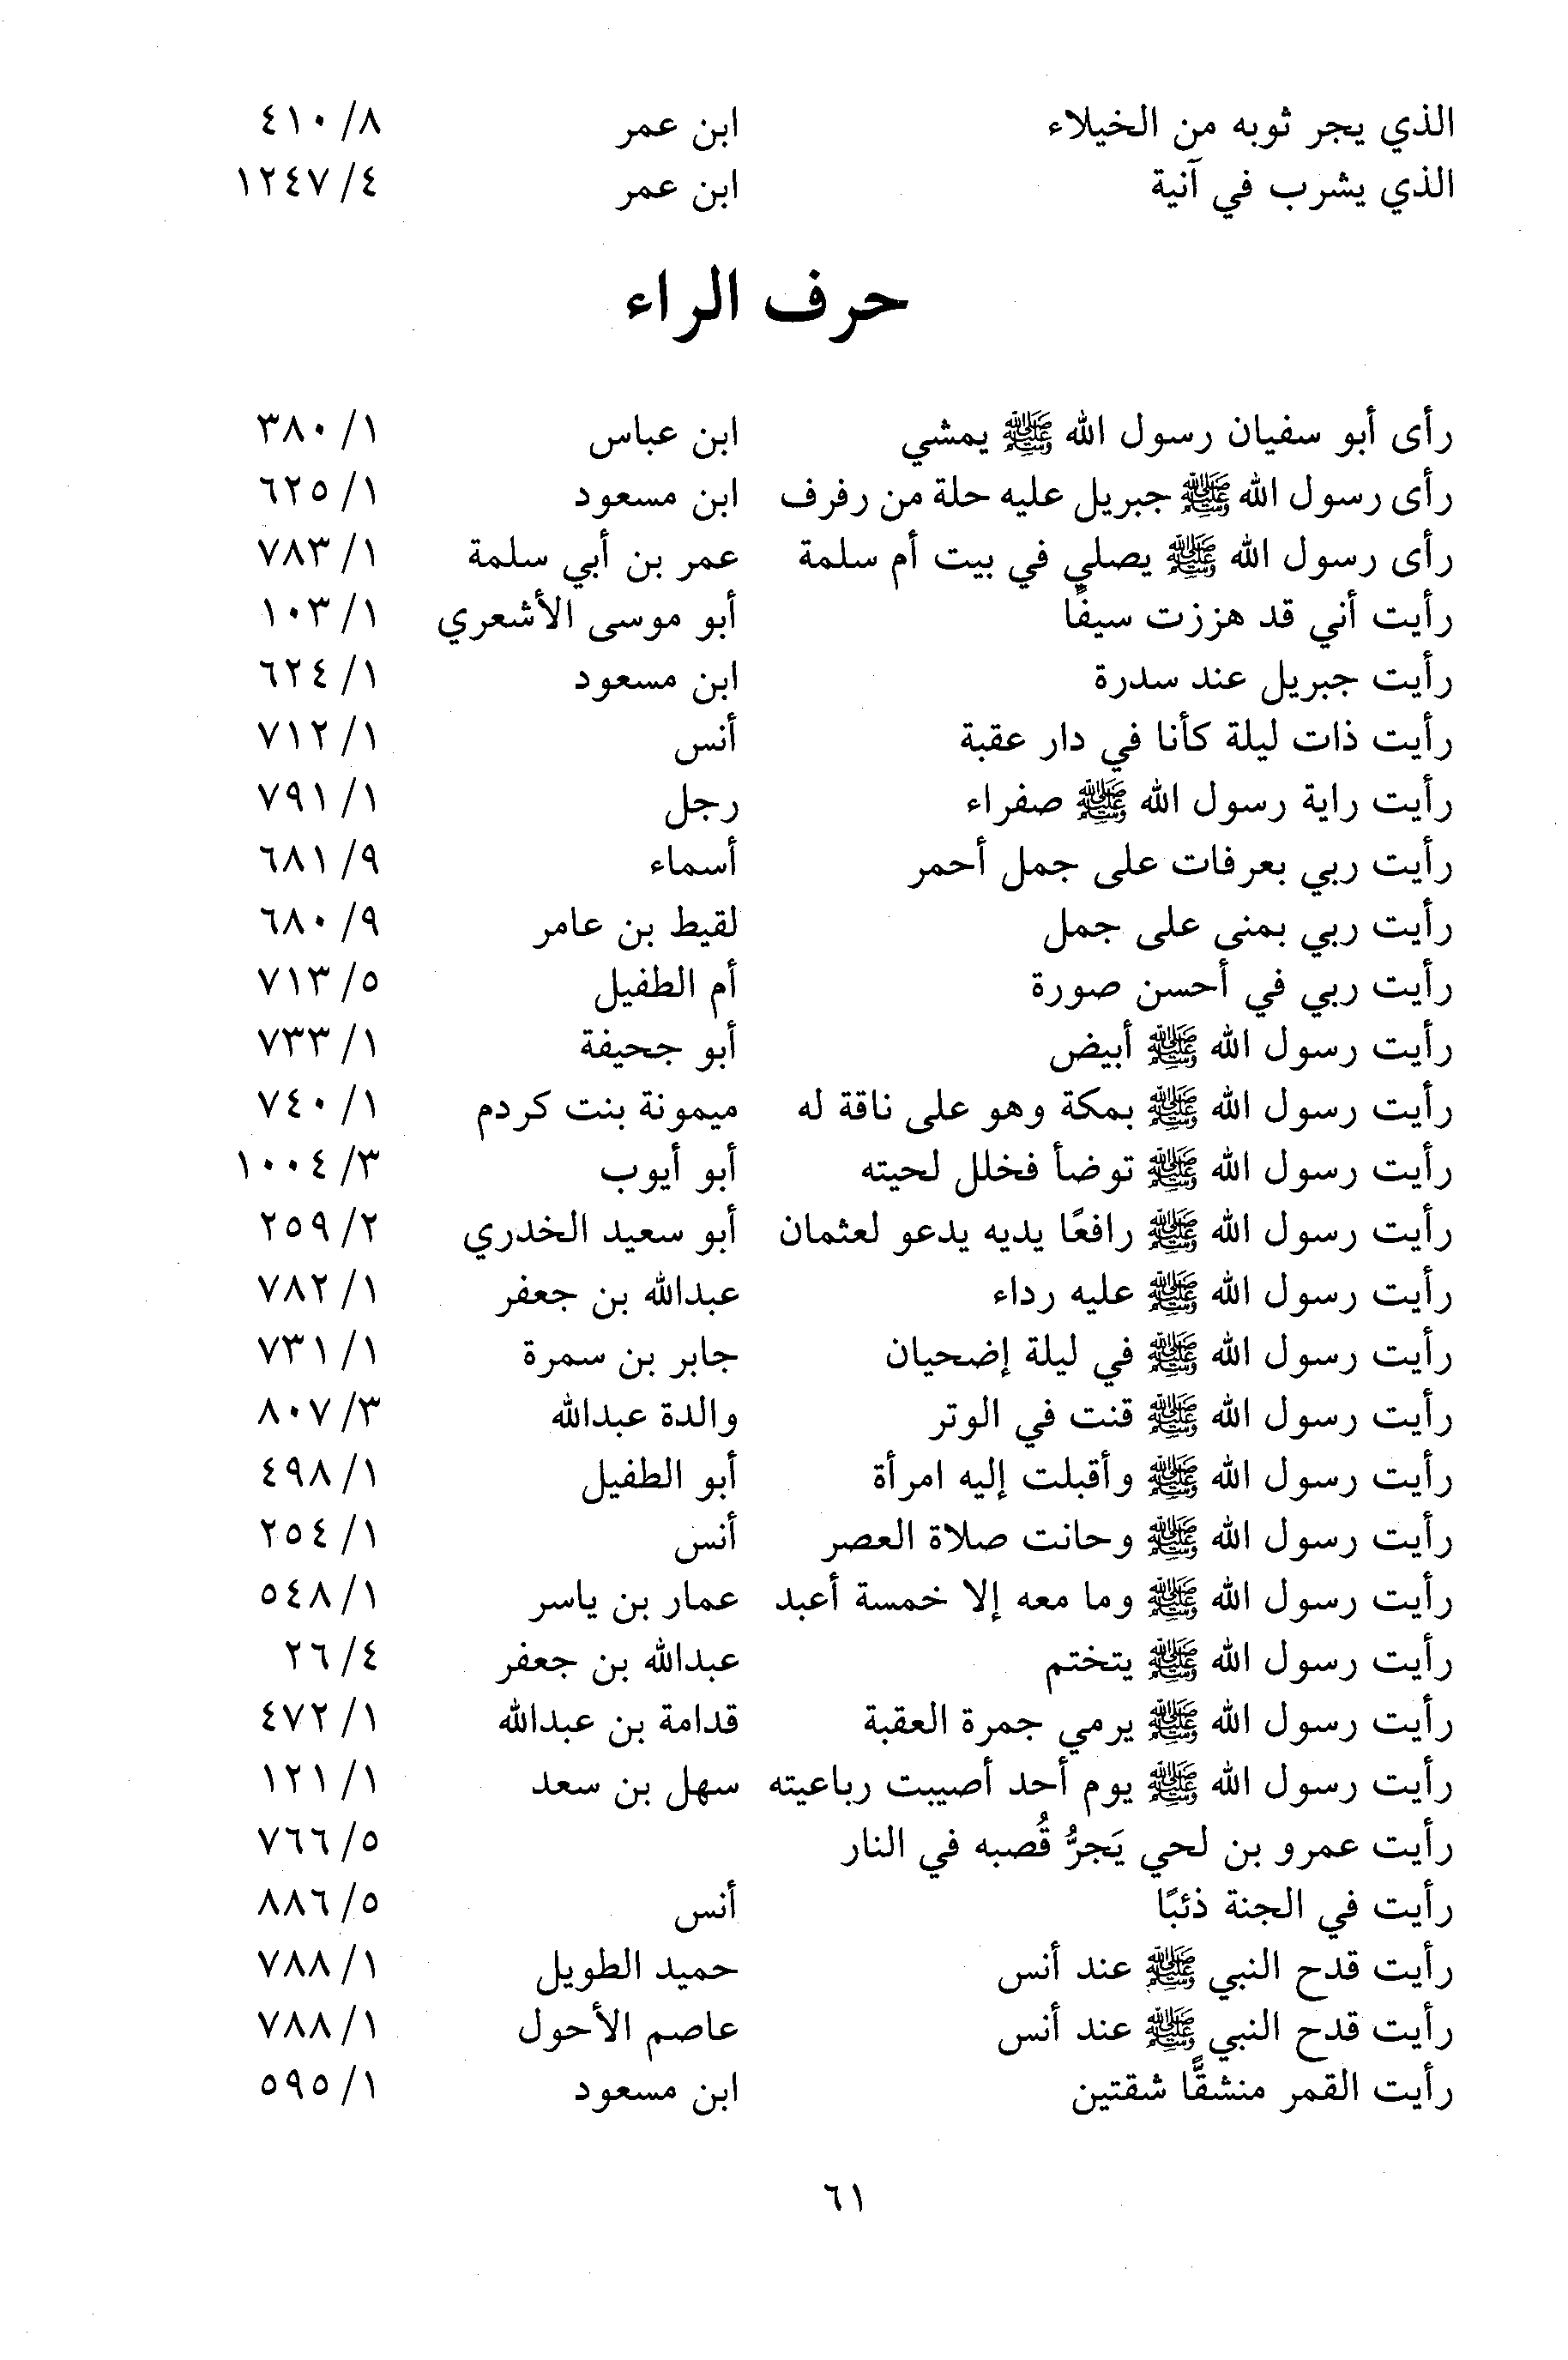 الذي يجر ثوبه من الخيلاء ابن عمر ٨/ ٤١٠
الذي يشرب في آنية ابن عمر ٤/ ١٢٤٧
حرف الراء
رأى أبو سفيان رسول الله ﷺ يمشي ابن عباس ١/ ٣٨٠
رأى رسول الله ﷺ جبريل عليه حلة من رفرف ابن مسعود ١/ ٦٢٥
رأى رسول الله ﷺ يصلي في بيت أم سلمة عمر بن أبي سلمة ١/ ٧٨٣
رأيت أني قد هززت سيفًا أبو موسى الأشعري ١/ ١٠٣
رأيت جبريل عند سدرة ابن مسعود ١/ ٦٢٤
رأيت ذات ليلة كأنا في دار عقبة أنس ١/ ٧١٢
رأيت راية رسول الله ﷺ صفراء رجل ١/ ٧٩١
رأيت ربي بعرفات على جمل أحمر أسماء ٩/ ٦٨١
رأيت ربي بمنى على جمل لقيط بن عامر ٩/ ٦٨٠
رأيت ربي في أحسن صورة أم الطفيل ٥/ ٧١٣
رأيت رسول الله ﷺ أبيض أبو جحيفة ١/ ٧٣٣
رأيت رسول الله ﷺ بمكة وهو على ناقة له ميمونة بنت كردم ١/ ٧٤٠
رأيت رسول الله ﷺ توضأ فخلل لحيته أبو أيوب ٣/ ١٠٠٤
رأيت رسول الله ﷺ رافعًا يديه يدعو لعثمان أبو سعيد الخدري ٢/ ٢٥٩
رأيت رسول الله ﷺ عليه رداء عبدالله بن جعفر ١/ ٧٨٢
رأيت رسول الله ﷺ في ليلة إضحيان جابر بن سمرة ١/ ٧٣١
رأيت رسول الله ﷺ قنت في الوتر والدة عبدالله ٣/ ٨٠٧
رأيت رسول الله ﷺ وأقبلت إليه امرأة أبو الطفيل ١/ ٤٩٨
رأيت رسول الله ﷺ وحانت صلاة العصر أنس ١/ ٢٥٤
رأيت رسول الله ﷺ وما معه إلا خمسة أعبد عمار بن ياسر ١/ ٥٤٨
رأيت رسول الله ﷺ يتختم عبدالله بن جعفر ٤/ ٢٦
رأيت رسول الله ﷺ يرمي جمرة العقبة قدامة بن عبدالله ١/ ٤٧٢
رأيت رسول الله ﷺ يوم أحد أصيبت رباعيته سهل بن سعد ١/ ١٢١
رأيت عمرو بن لحي يَجرُّ قُصبه في النار ٥/ ٧٦٦
رأيت في الجنة ذئبًا أنس ٥/ ٨٨٦
رأيت قدح النبي ﷺ عند أنس حميد الطويل ١/ ٧٨٨
رأيت قدح النبي ﷺ عند أنس عاصم الأحول ١/ ٧٨٨
رأيت القمر منشقًّا شقتين ابن مسعود ١/ ٥٩٥
٦١